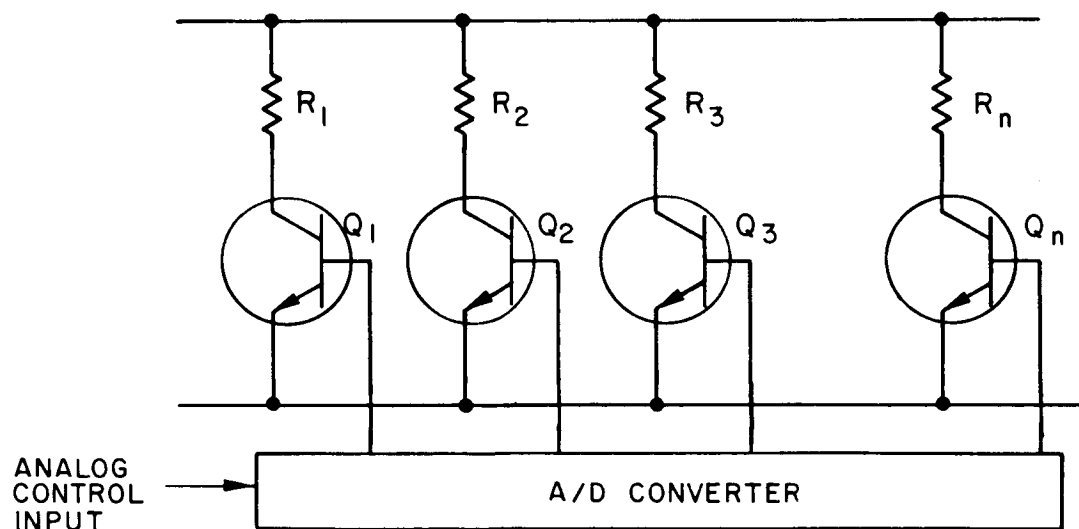 R1 R2 R3 Rn
Q1 Q2 Q3 Qn
ANALOG
CONTROL
INPUT
A/D CONVERTER